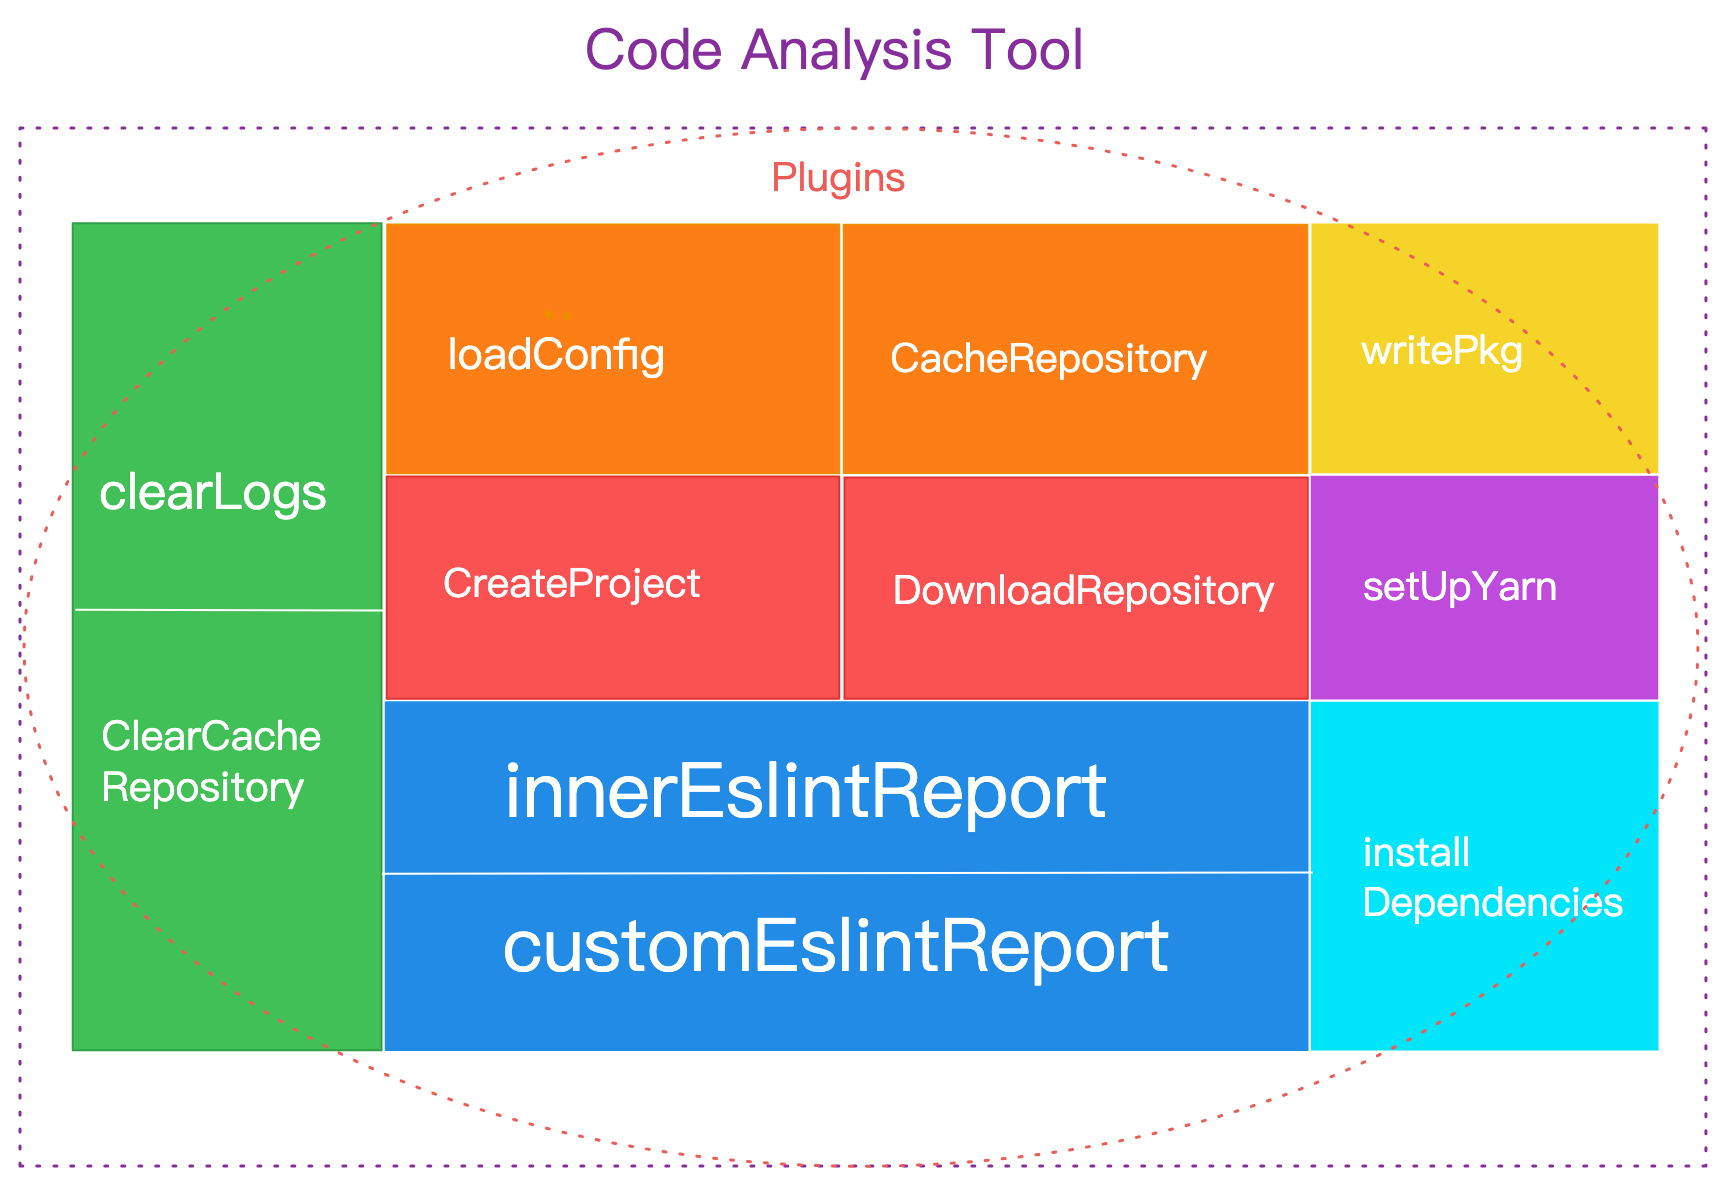 Code Analysis Tool
Plugins
clearLogs
ClearCache
Repository
loadConfig
CacheRepository
writePkg
CreateProject
DownloadRepository
setUpYarn
innerEslintReport
customEslintReport
install
Dependencies